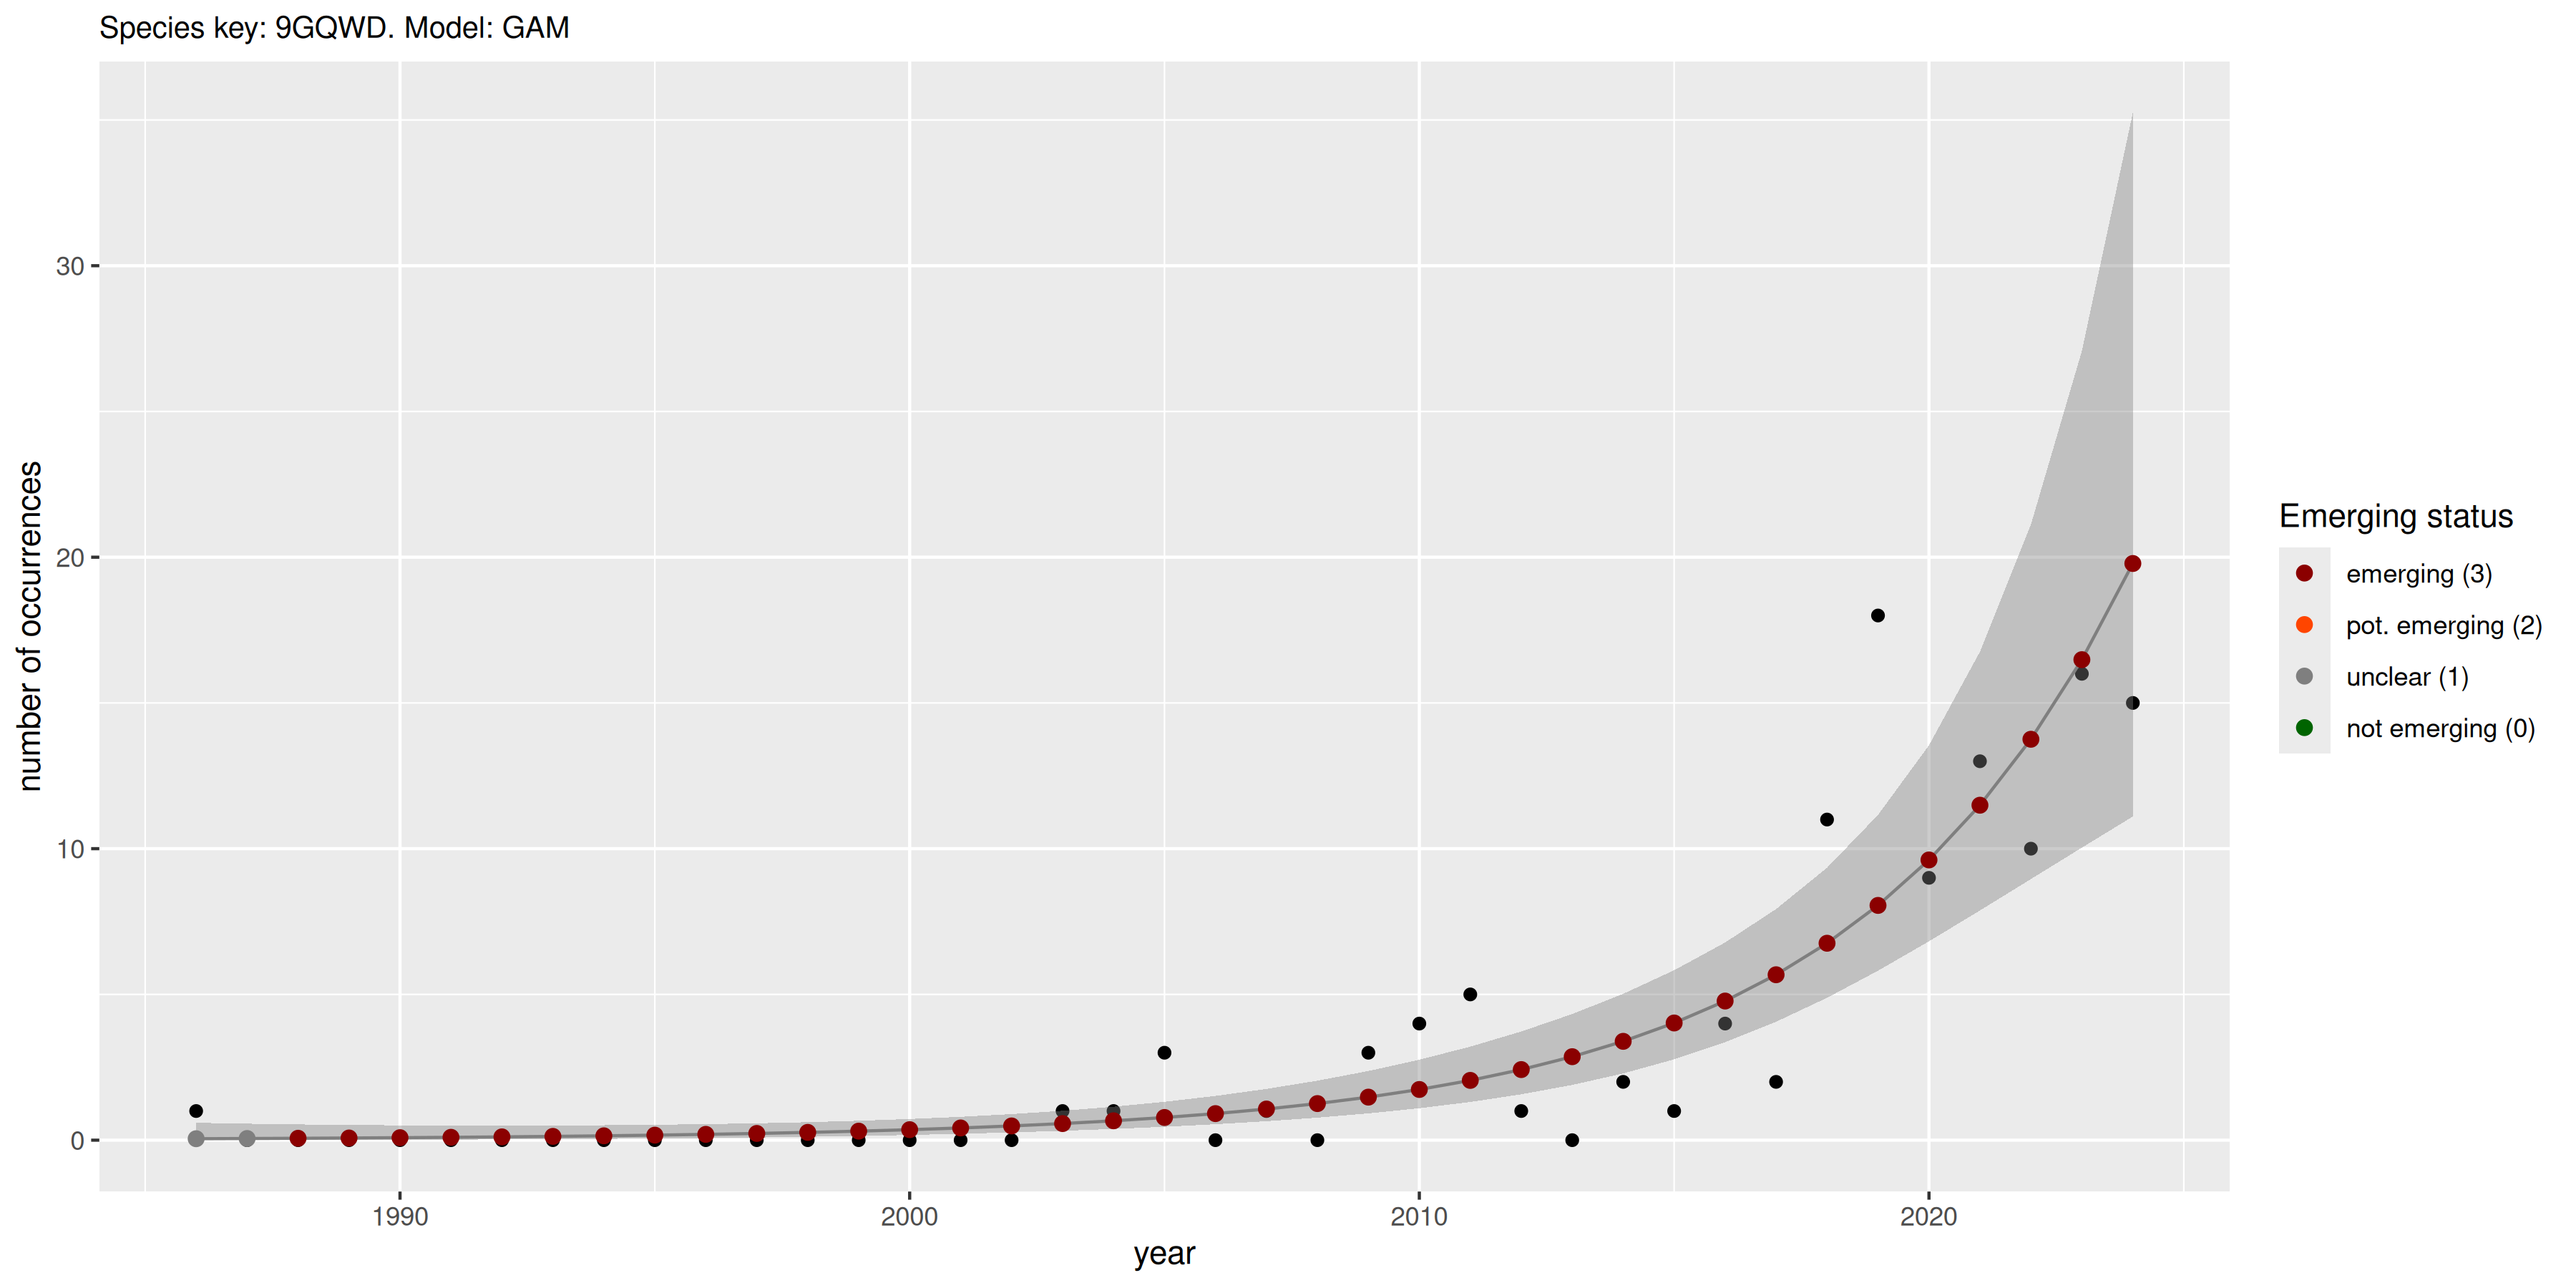 Species key: 9GQWD. Model: GAM
number of occurrences
30
20
10
0
1990 2000 2010 2020
year
Emerging status
emerging (3)
pot. emerging (2)
unclear (1)
not emerging (0)